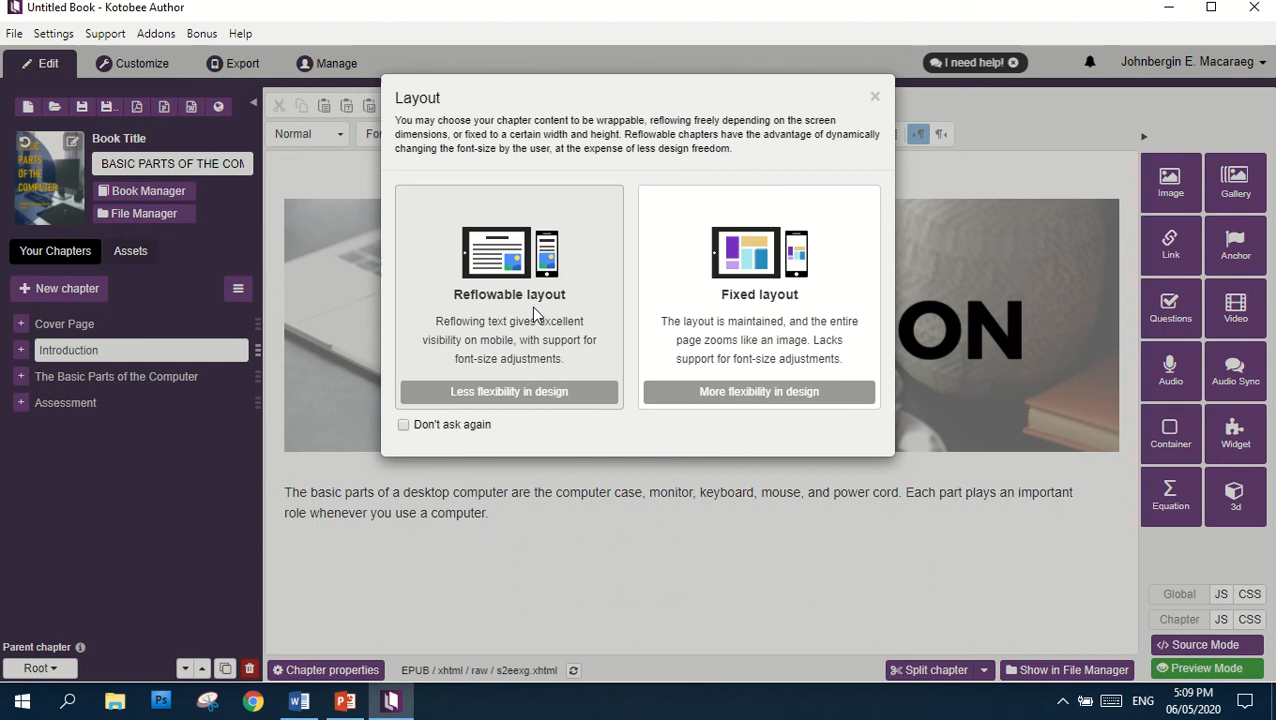 Untitled Book - Kotobee Author
File Settings Support Addons Bonus Help
Edit Customize Export Manage
I need help!
Johnbergin E. Macaraeg
PARTS
OF THE
COMPUTER
Book Title
BASIC PARTS OF THE COM
Book Manager
File Manager
Your Chapters Assets
New chapter
Cover Page
Introduction
The Basic Parts of the Computer
Assessment
Parent chapter
Root
Normal
For
Layout
You may choose your chapter content to be wrappable, reflowing freely depending on the screen
dimensions, or fixed to a certain width and height. Reflowable chapters have the advantage of dynamically
changing the font-size by the user, at the expense of less design freedom.
Reflowable layout
Reflowing text gives excellent
visibility on mobile, with support for
font-size adjustments.
Less flexibility in design
Fixed layout
The layout is maintained, and the entire
page zooms like an image. Lacks
support for font-size adjustments.
More flexibility in design
Don't ask again
ON
The basic parts of a desktop computer are the computer case, monitor, keyboard, mouse, and power cord. Each part plays an important
role whenever you use a computer.
Image Gallery
Link Anchor
Questions Video
Audio Audio Sync
Container Widget
Equation 3d
Global JS CSS
Chapter JS CSS
Source Mode
Preview Mode
Chapter properties
EPUB / xhtml / raw / s2eexg.xhtml
Split chapter
Show in File Manager
ENG
5:09 PM
06/05/2020